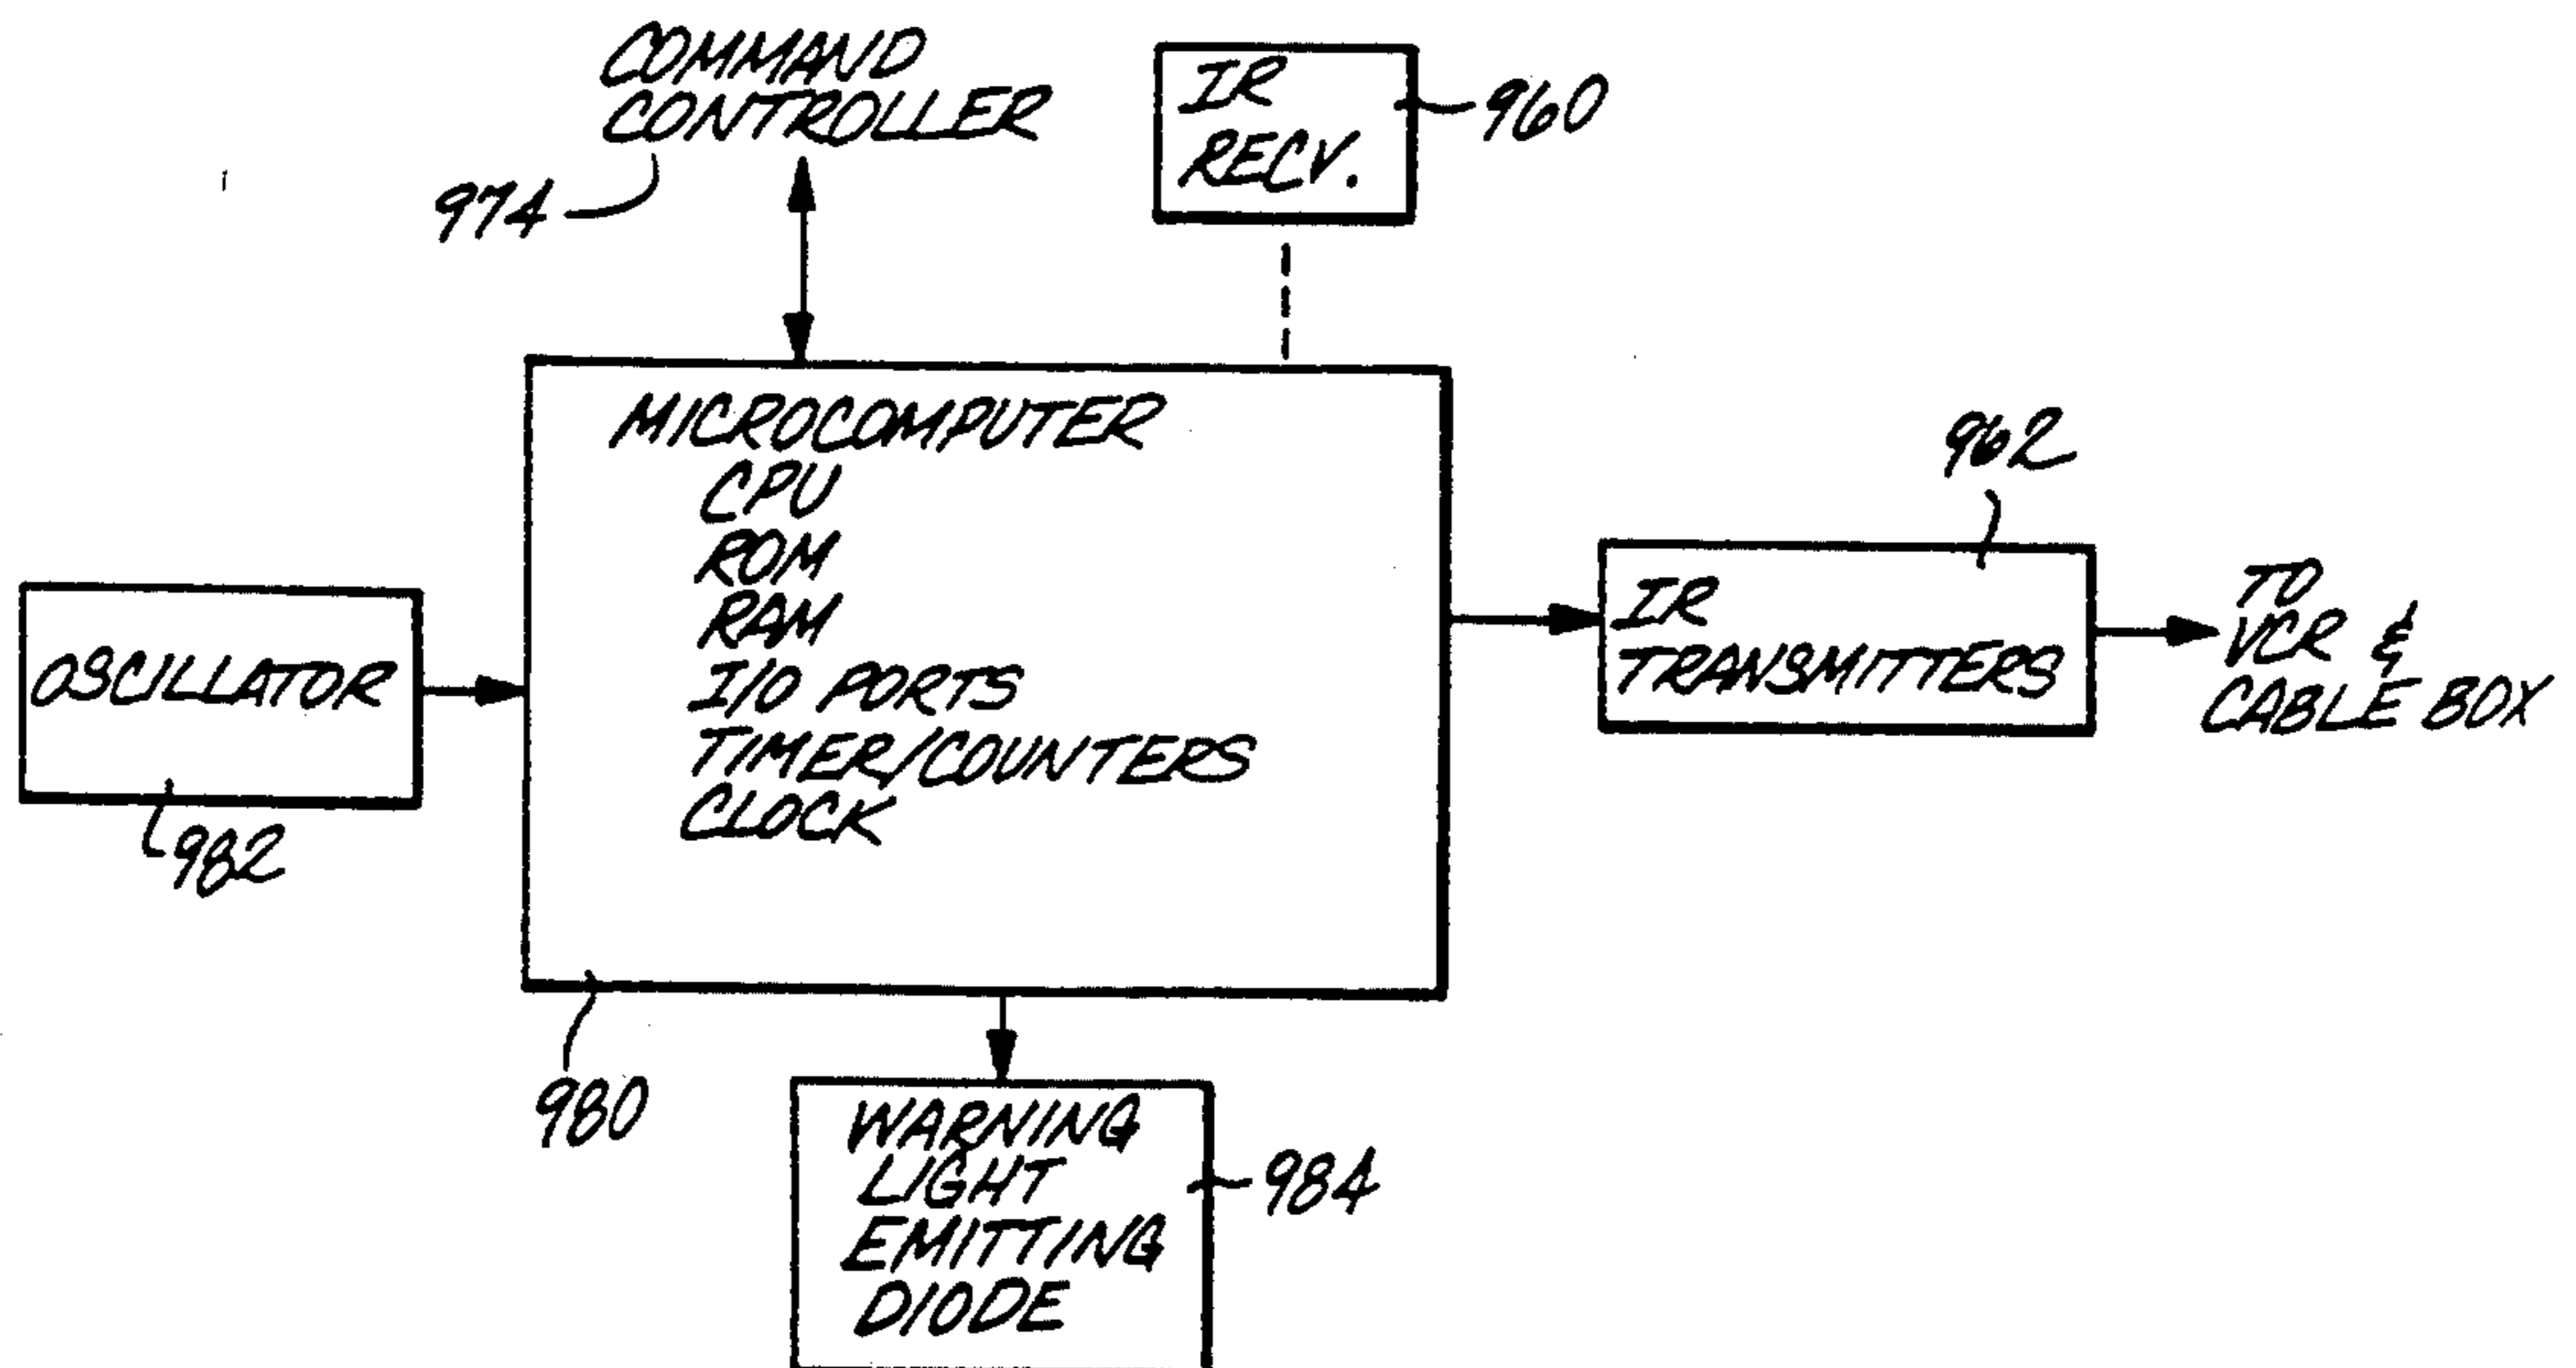 COMMAND
CONTROLLER
974
IR
RECV.
960
MICROCOMPUTER
CPU
ROM
RAM
I/O PORTS
TIMER/COUNTERS
CLOCK
980
OSCILLATOR
982
962
IR
TRANSMITTERS
TO
VCR &
CABLE BOX
WARNING
LIGHT
EMITTING
DIODE
984